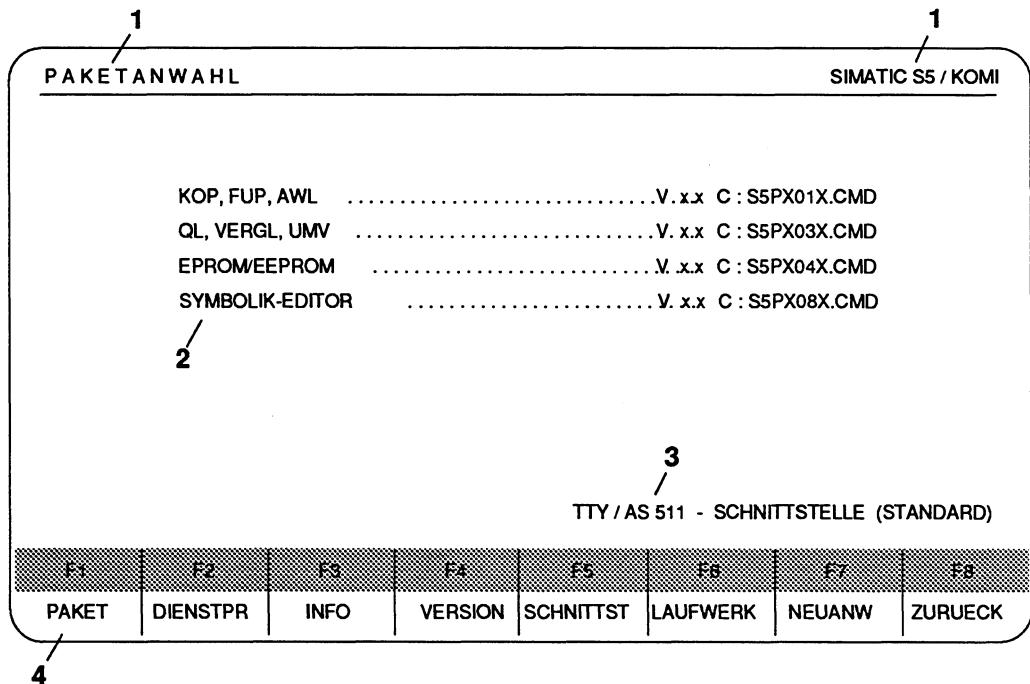 1 1
PAKETANWAHL SIMATIC S5 / KOMI
KOP, FUP, AWL ............................ V. x.x C : S5PX01X.CMD
QL, VERGL, UMV ........................... V. x.x C : S5PX03X.CMD
EPROM/EEPROM .......................... V. x.x C : S5PX04X.CMD
SYMBOLIK-EDITOR ....................... V. x.x C : S5PX08X.CMD
2
3
TTY / AS 511 - SCHNITTSTELLE (STANDARD)
F1 F2 F3 F4 F5 F6 F7 F8
PAKET DIENSTPR INFO VERSION SCHNITTST LAUFWERK NEUANW ZURUECK
4